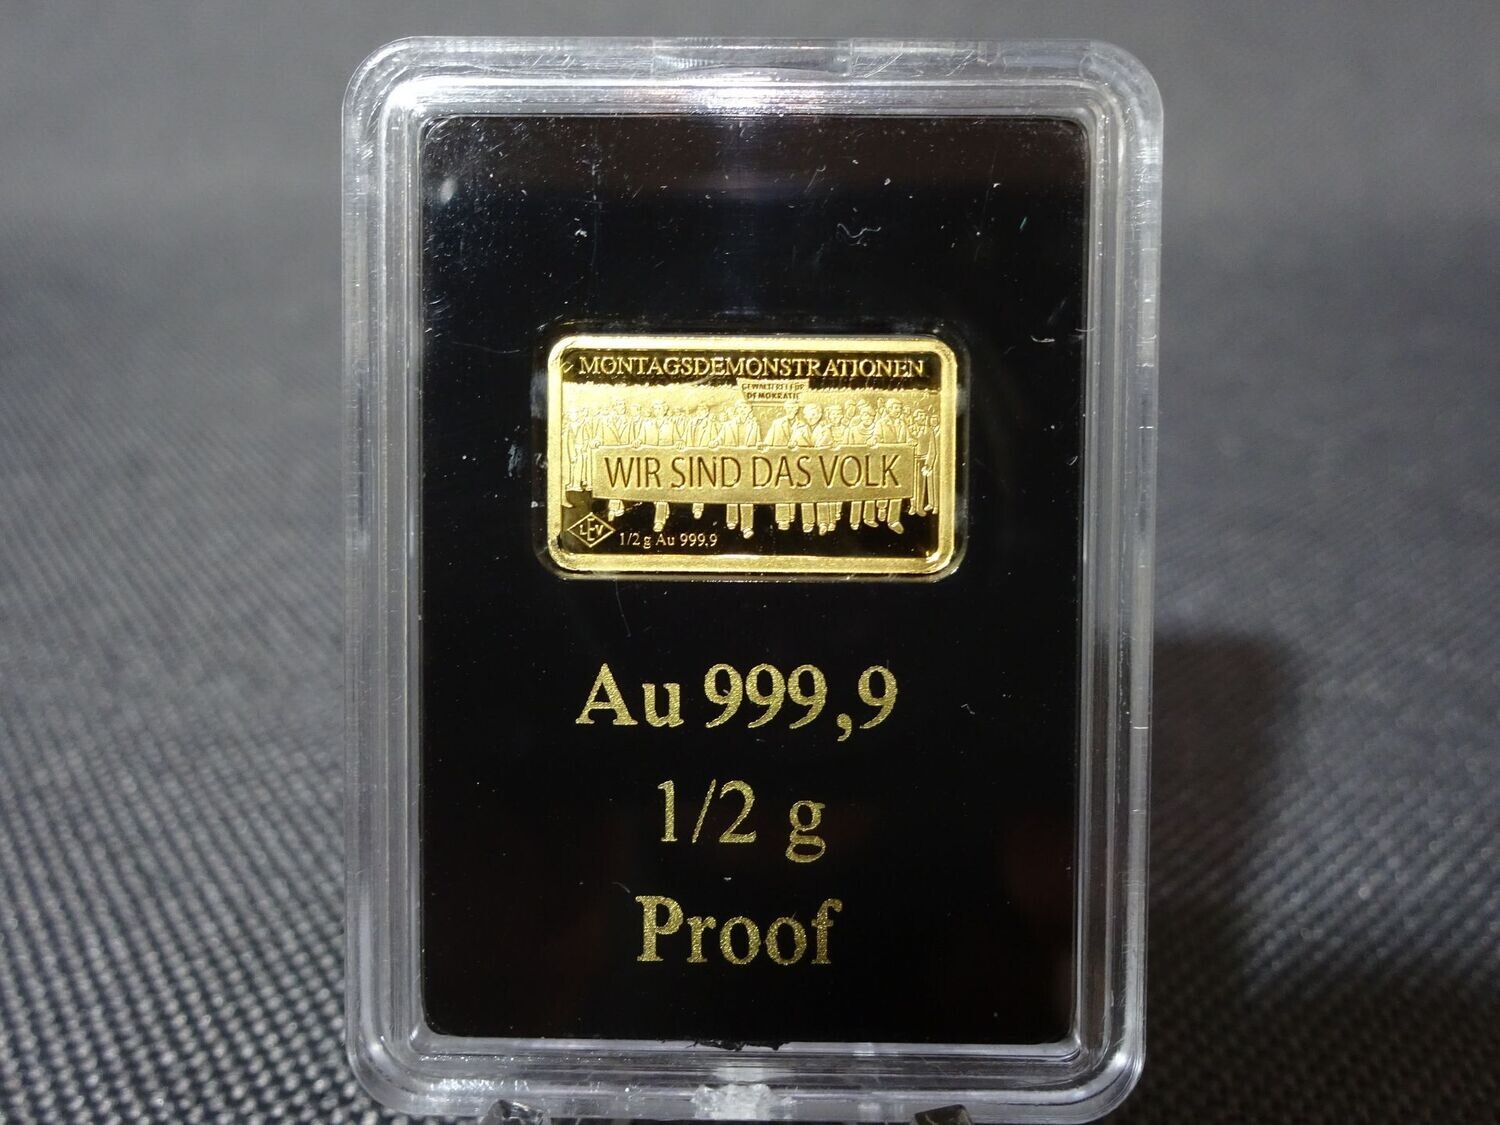 MONTAGSDEMONSTRATIONEN
GEWALTFREI FÜR
DEMOKRATIE
WIR SIND DAS VOLK
LEV
1/2 g Au 999.9
Au 999,9
1/2 g
Proof